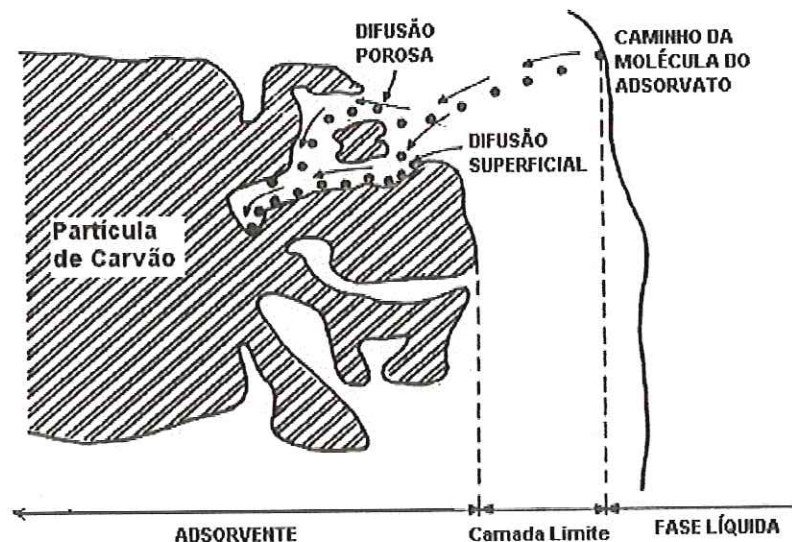 DIFUSÃO
POROSA
CAMINHO DA
MOLÉCULA DO
ADSORVATO
DIFUSÃO
SUPERFICIAL
Partícula
de Carvão
ADSORVENTE
Camada Limite
FASE LÍQUIDA